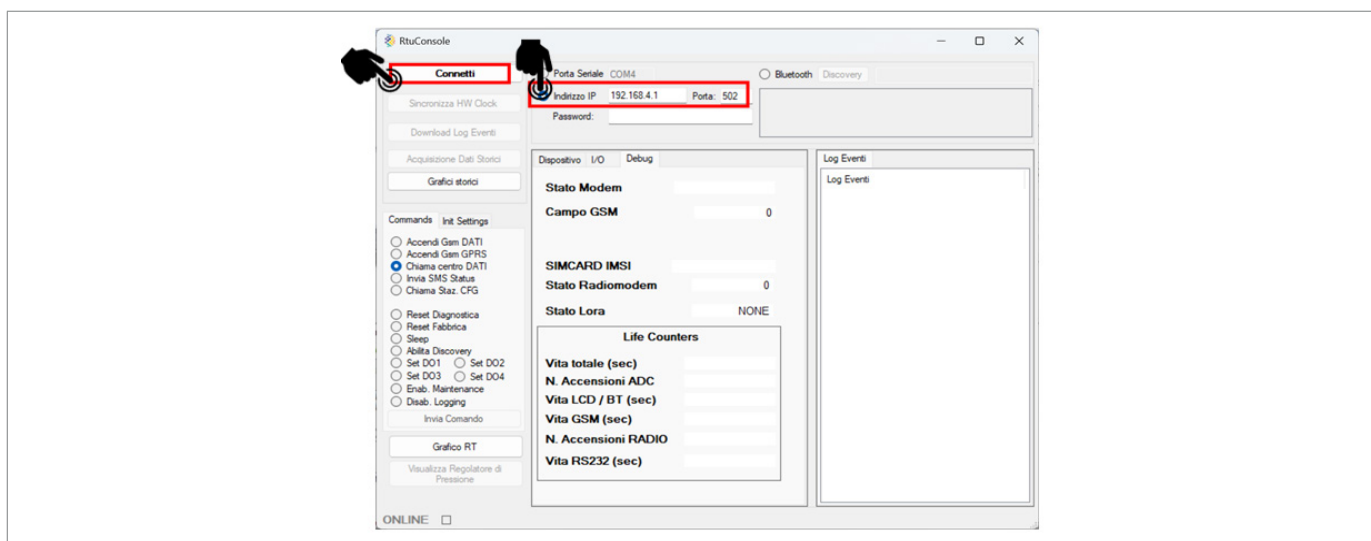 RtuConsole
Connetti
Porta Seriale COM4
Bluetooth Discovery
Sincronizza HW Clock
Indirizzo IP 192.168.4.1 Porta: 502
Password:
Download Log Eventi
Acquisizione Dati Storici
Grafici storici
Dispositivo I/O Debug
Log Eventi
Log Eventi
Stato Modem
Campo GSM 0
SIMCARD IMSI
Stato Radiomodem 0
Stato Lora NONE
Life Counters
Vita totale (sec)
N. Accensioni ADC
Vita LCD / BT (sec)
Vita GSM (sec)
N. Accensioni RADIO
Vita RS232 (sec)
Commands Init Settings
Accendi Gsm DATI
Accendi Gsm GPRS
Chiama centro DATI
Invia SMS Status
Chiama Staz. CFG
Reset Diagnostica
Reset Fabbrica
Sleep
Abilita Discovery
Set DO1 Set DO2
Set DO3 Set DO4
Enab. Maintenance
Disab. Logging
Invia Comando
Grafico RT
Visualizza Regolatore di
Pressione
ONLINE